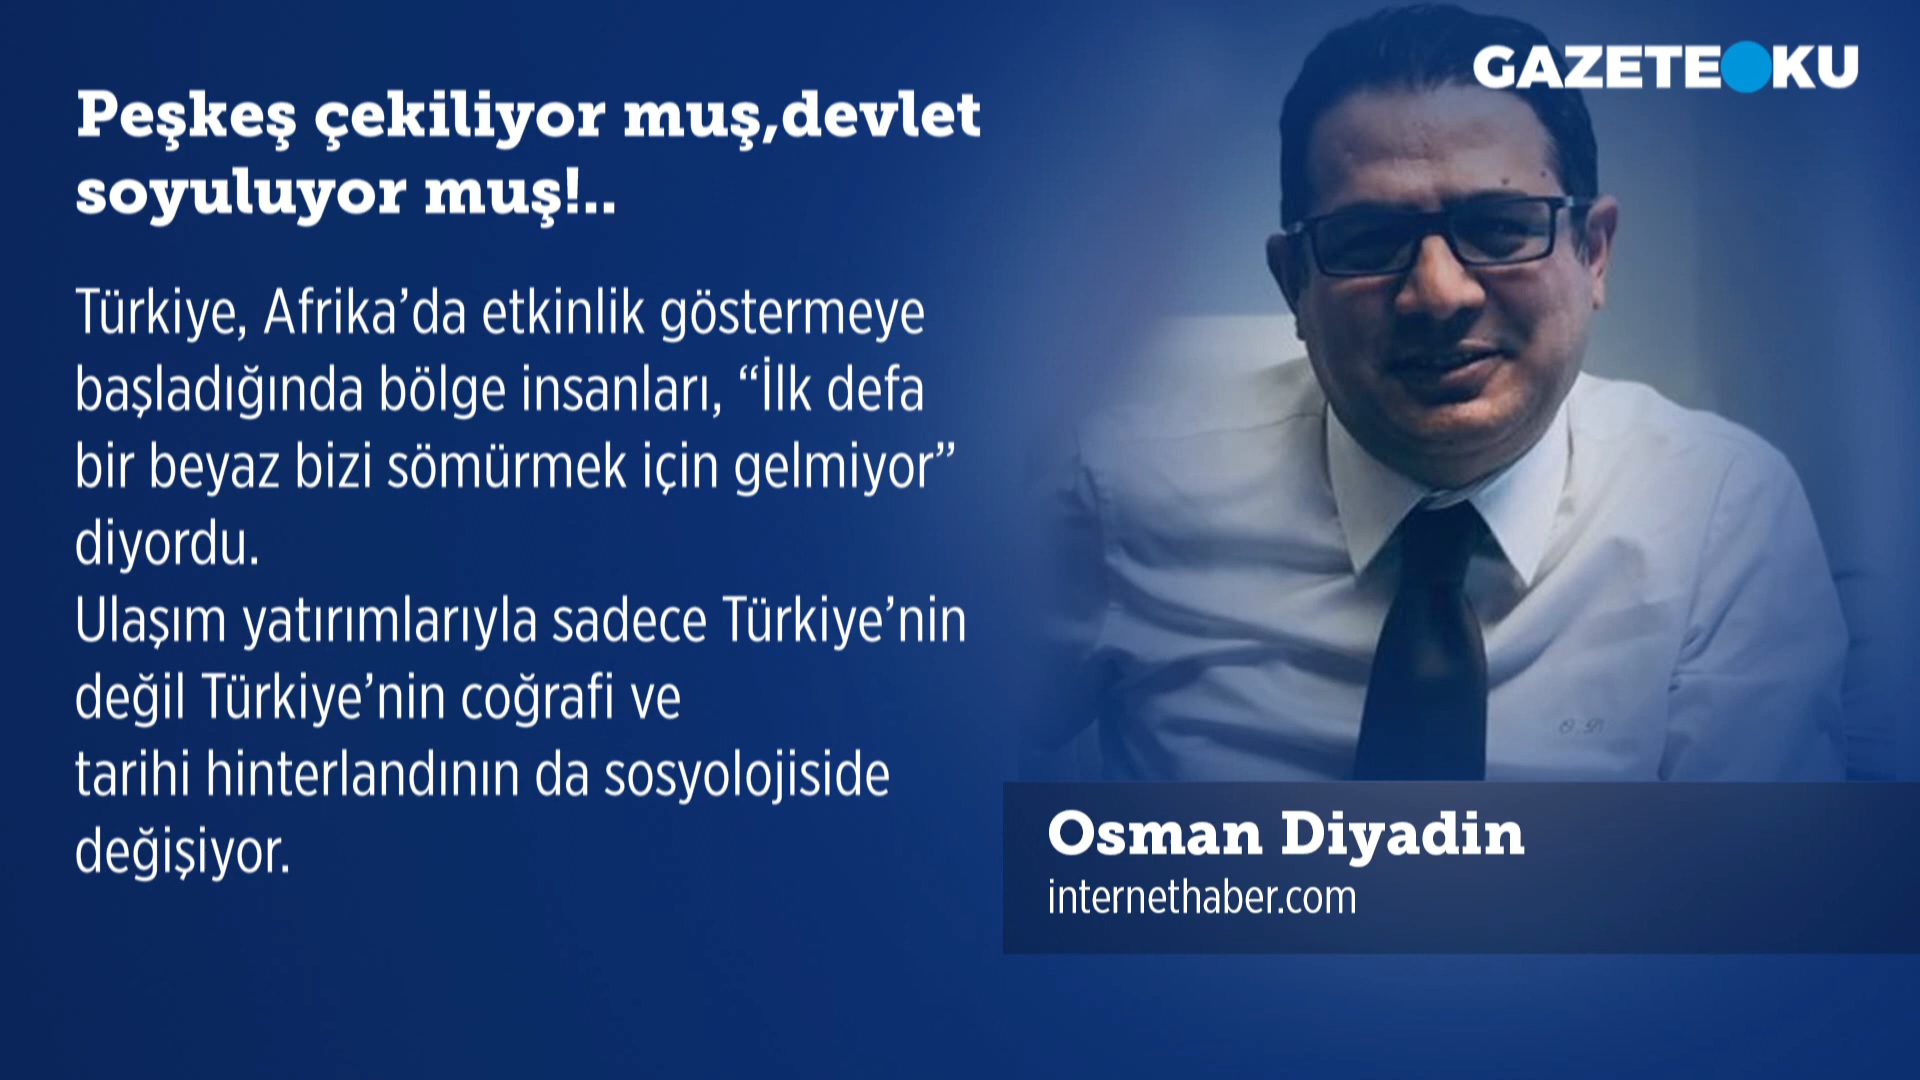 GAZETE OKU
Peşkeş çekiliyor muş,devlet
soyuluyor muş!..
Türkiye, Afrika’da etkinlik göstermeye
başladığında bölge insanları, “İlk defa
bir beyaz bizi sömürmek için gelmiyor”
diyordu.
Ulaşım yatırımlarıyla sadece Türkiye’nin
değil Türkiye’nin coğrafi ve
tarihi hinterlandının da sosyolojiside
değişiyor.
O.D
Osman Diyadin
internethaber.com